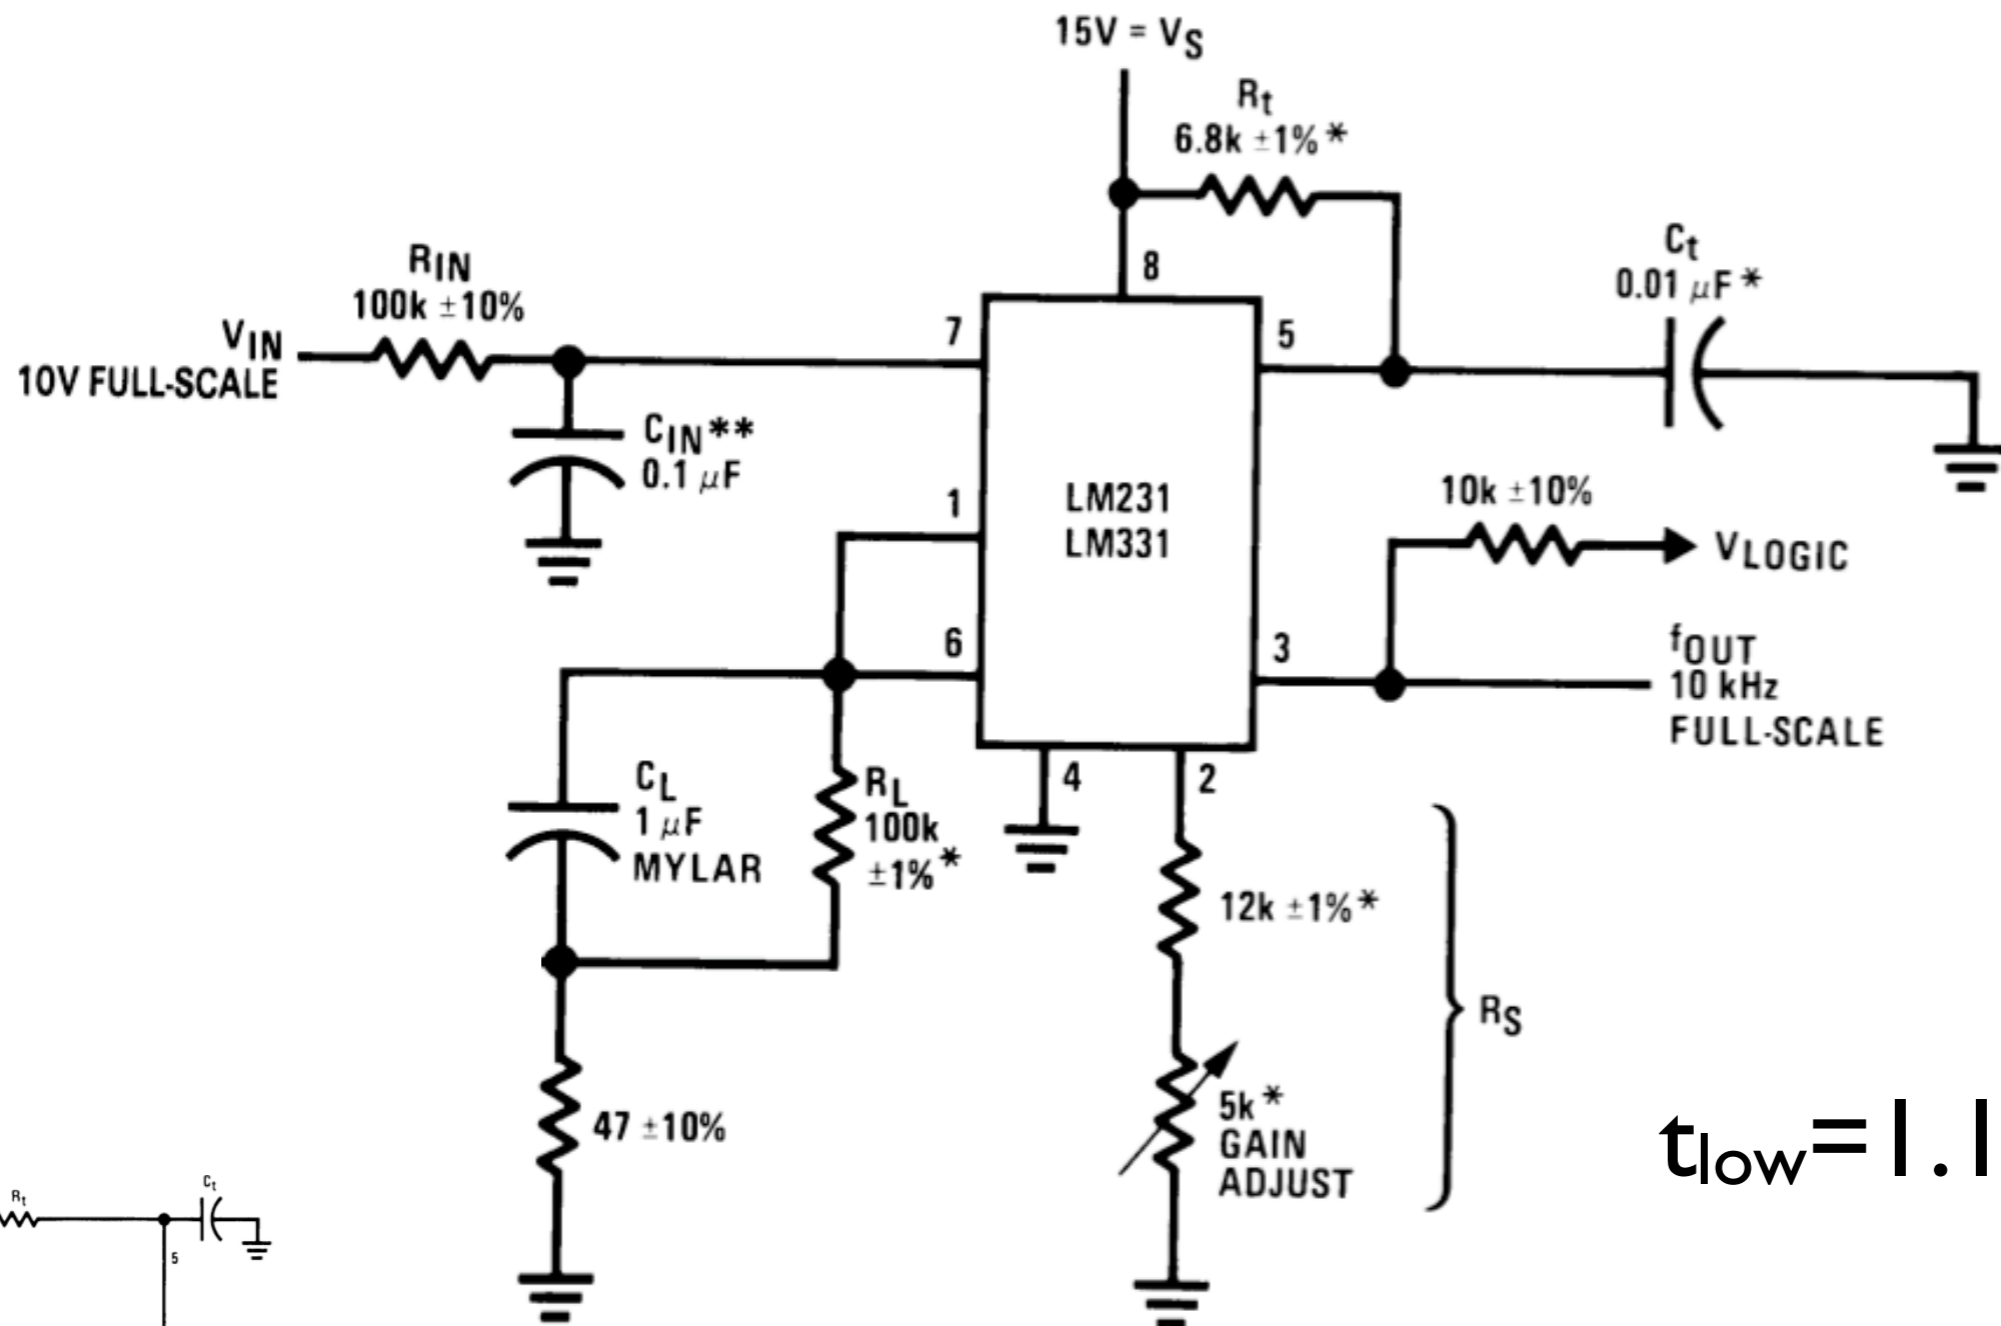 15V = VS
Rt
6.8k ±1% *
Ct
0.01 μF *
8
RIN
100k ±10%
VIN
10V FULL-SCALE
7
5
CIN**
0.1 μF
1
LM231
LM331
10k ±10%
VLOGIC
6
3
fOUT
10 kHz
FULL-SCALE
4
2
CL
1 μF
MYLAR
RL
100k
±1% *
12k ±1% *
RS
5k *
GAIN
ADJUST
47 ±10%
tlow=1.1
Rt
Ct
5